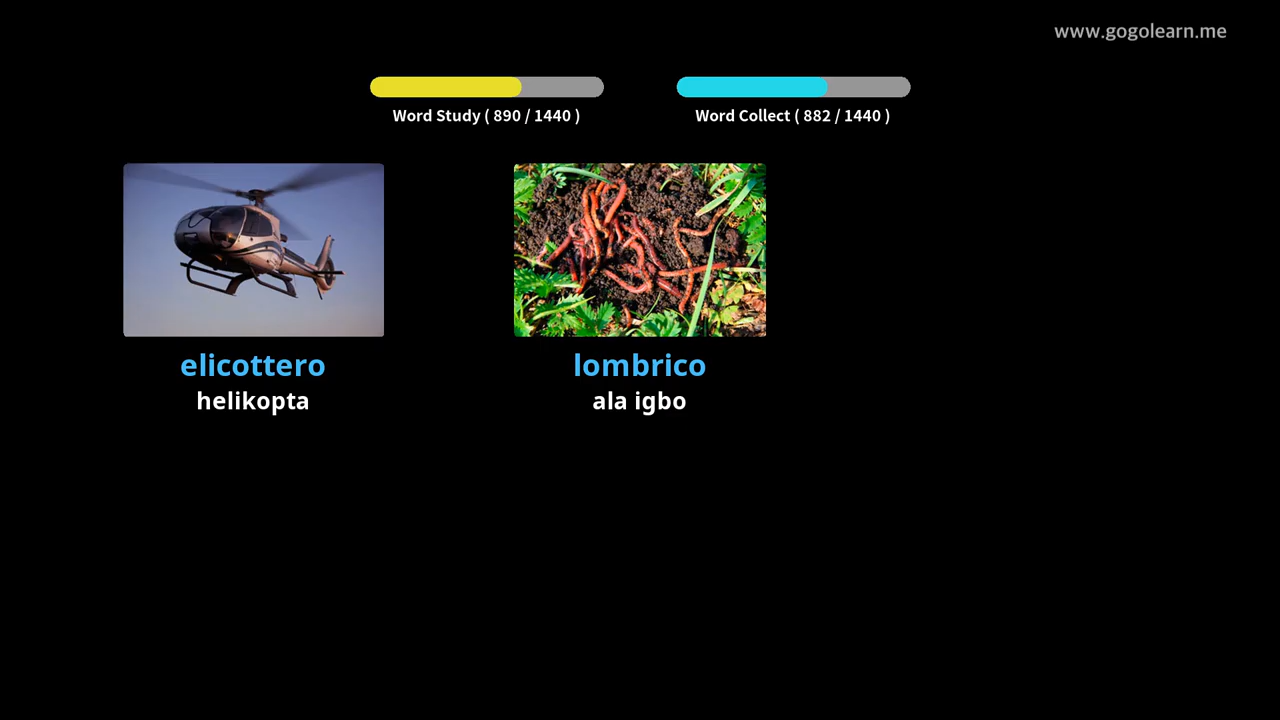 www.gogolearn.me
Word Study ( 890 / 1440 )
Word Collect ( 882 / 1440 )
elicottero
helikopta
lombrico
ala igbo